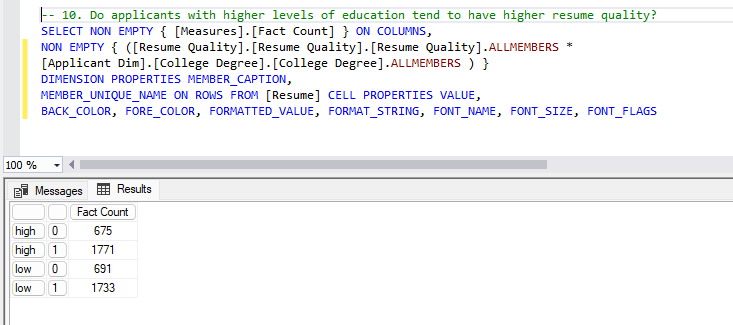 -- 10. Do applicants with higher levels of education tend to have higher resume quality?
SELECT NON EMPTY { [Measures].[Fact Count] } ON COLUMNS,
NON EMPTY { ([Resume Quality].[Resume Quality].[Resume Quality].ALLMEMBERS *
[Applicant Dim].[College Degree].[College Degree].ALLMEMBERS ) }
DIMENSION PROPERTIES MEMBER_CAPTION,
MEMBER_UNIQUE_NAME ON ROWS FROM [Resume] CELL PROPERTIES VALUE,
BACK_COLOR, FORE_COLOR, FORMATTED_VALUE, FORMAT_STRING, FONT_NAME, FONT_SIZE, FONT_FLAGS
100 %
Messages Results
Fact Count
high 0 675
high 1 1771
low 0 691
low 1 1733